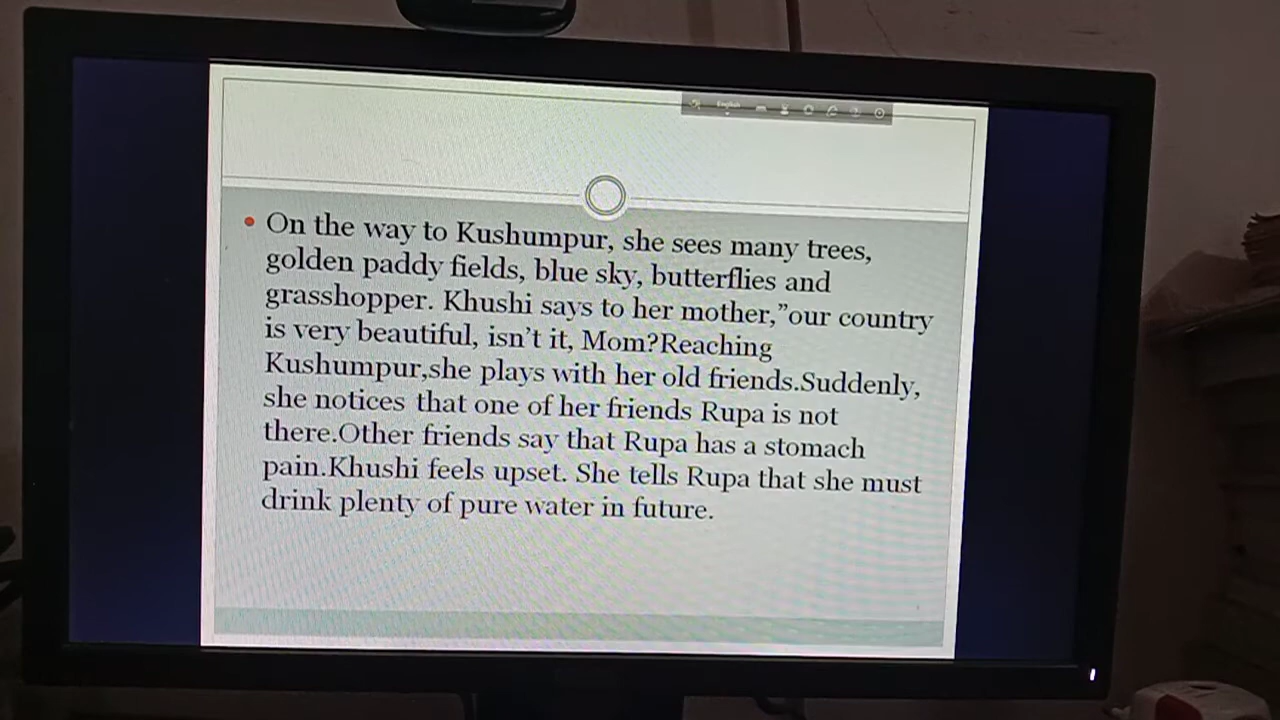 English
On the way to Kushumpur, she sees many trees,
golden paddy fields, blue sky, butterflies and
grasshopper. Khushi says to her mother,”our country
is very beautiful, isn’t it, Mom?Reaching
Kushumpur,she plays with her old friends.Suddenly,
she notices that one of her friends Rupa is not
there.Other friends say that Rupa has a stomach
pain.Khushi feels upset. She tells Rupa that she must
drink plenty of pure water in future.